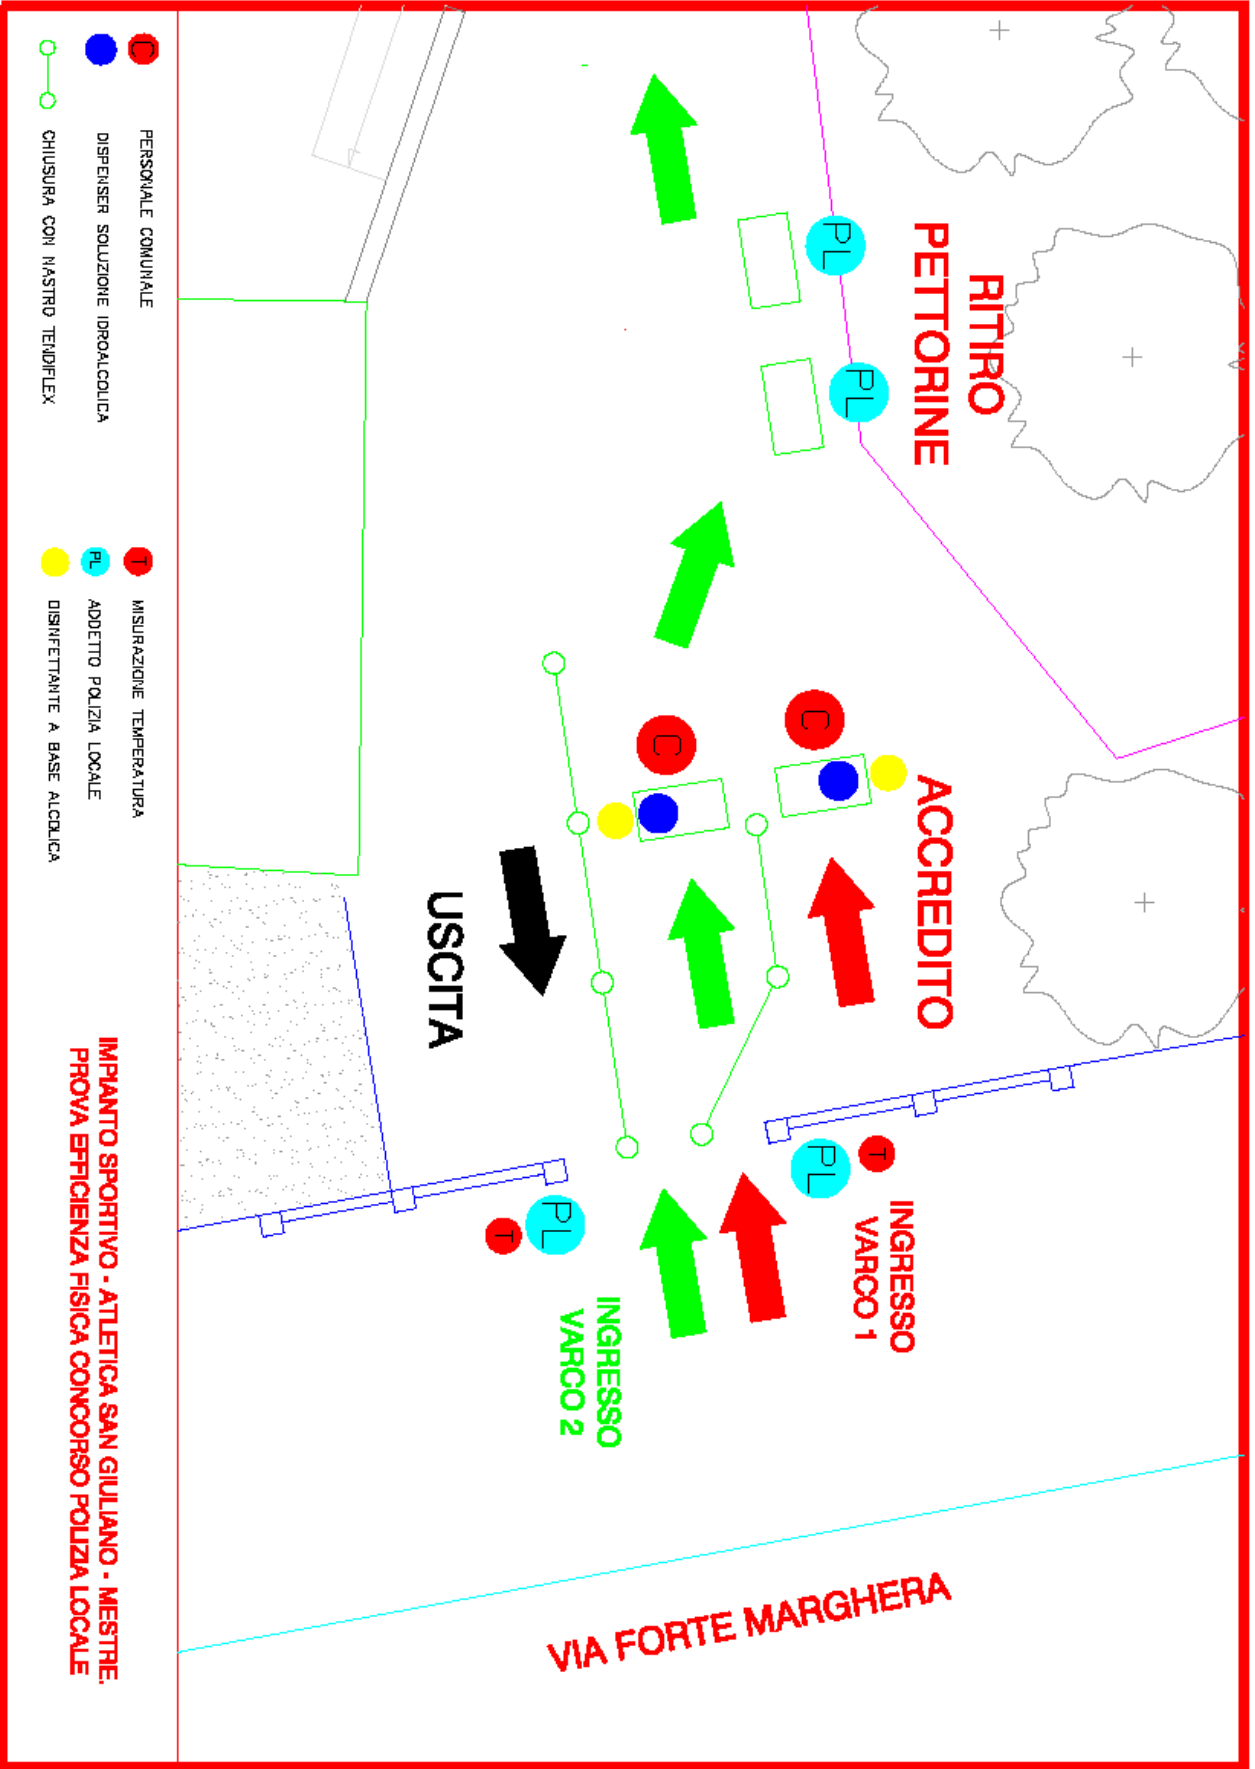 RITIRO
PETTORINE
PL
PL
ACCREDITO
C
C
USCITA
INGRESSO
VARCO 1
T
PL
PL
T
INGRESSO
VARCO 2
VIA FORTE MARGHERA
C PERSONALE COMUNALE
DISPENSER SOLUZIONE IDROALCOLICA
CHIUSURA CON NASTRO TENDIFLEX
T MISURAZIONE TEMPERATURA
PL ADDETTO POLIZIA LOCALE
DISINFETTANTE A BASE ALCOLICA
IMPIANTO SPORTIVO - ATLETICA SAN GIULIANO - MESTRE.
PROVA EFFICIENZA FISICA CONCORSO POLIZIA LOCALE